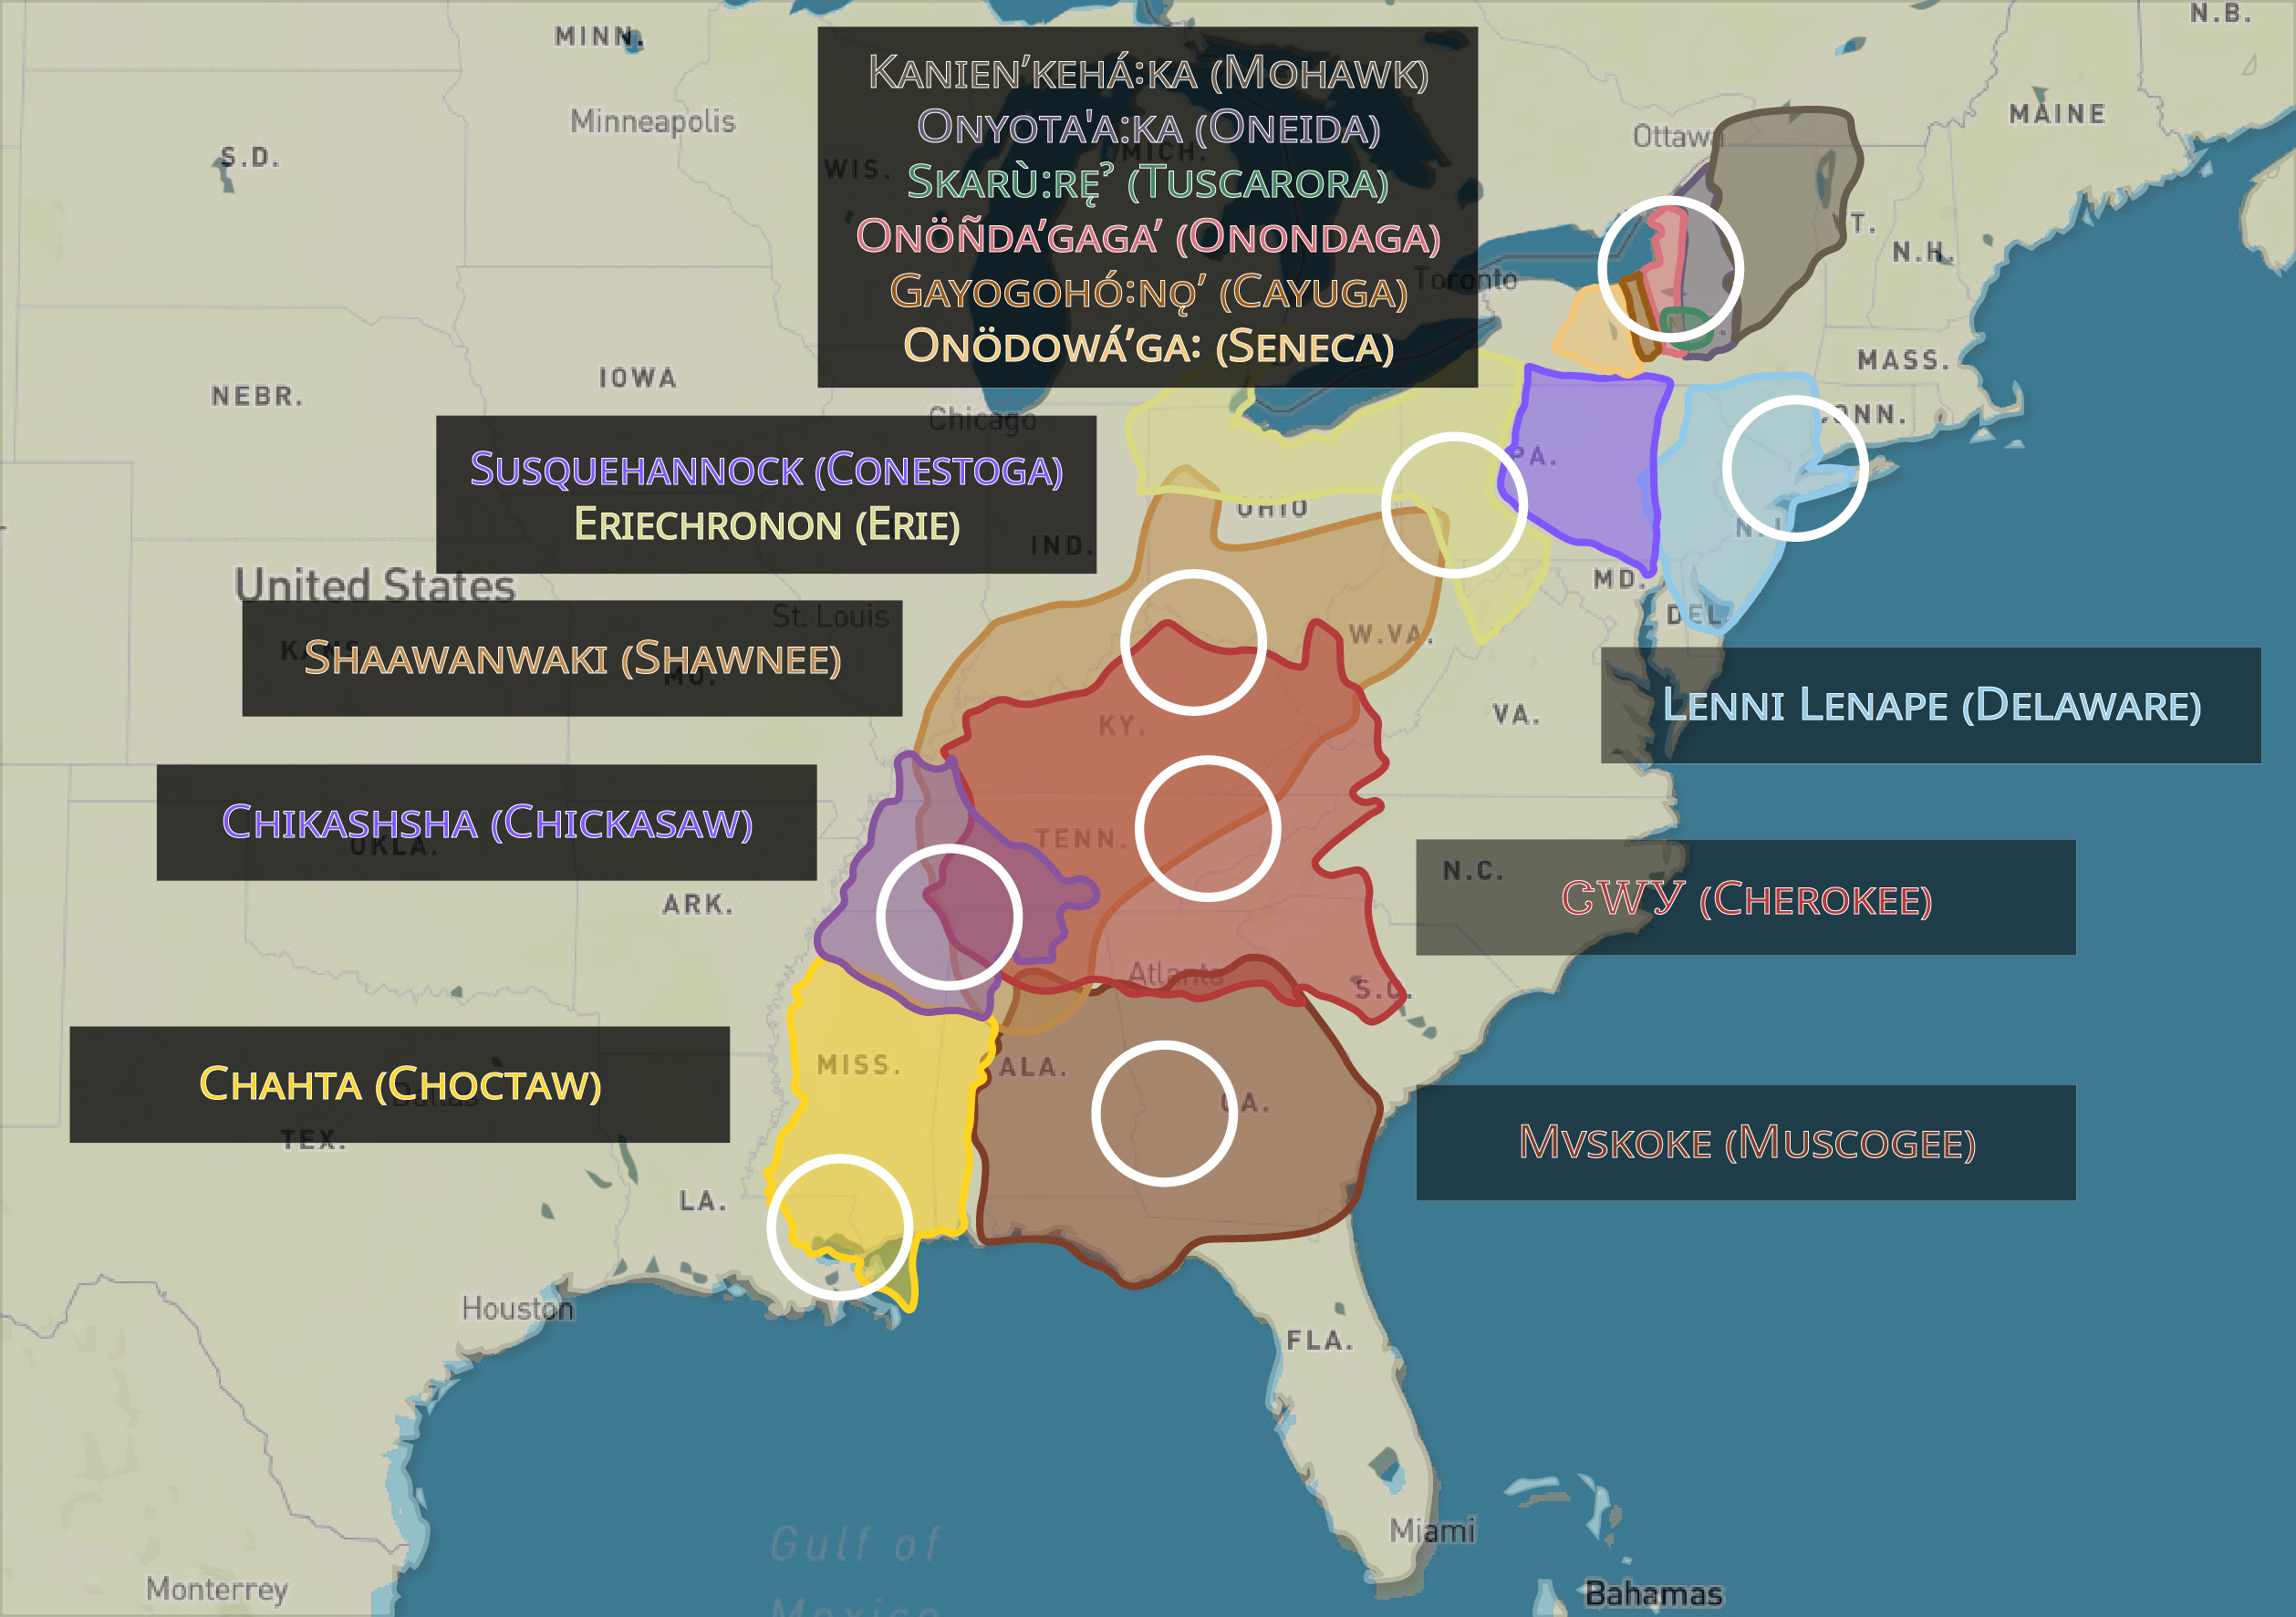 N.B.
MINN.
KANIEN’KEHÁ:KA (MOHAWK)
MAINE
Minneapolis
ONYOTA'A:KA (ONEIDA)
Ottawa
MICH.
S.D.
WIS.
SKARÙ:RĘˀ (TUSCARORA)
T.
ONÖÑDA’GAGA’ (ONONDAGA)
N.H.
Toronto
GAYOGOHÓ:NǪ’ (CAYUGA)
ONÖDOWÁ’GA: (SENECA)
MASS.
IOWA
NEBR.
Chicago
CONN.
SUSQUEHANNOCK (CONESTOGA)
PA.
OHIO
ERIECHRONON (ERIE)
N.J.
IND.
MD.
United States
DEL.
St. Louis
W.VA.
KANS.
SHAAWANWAKI (SHAWNEE)
MO.
LENNI LENAPE (DELAWARE)
VA.
KY.
CHIKASHSHA (CHICKASAW)
TENN.
OKLA.
N.C.
ARK.
ᏣᎳᎩ (CHEROKEE)
Atlanta
S.C.
MISS.
ALA.
CHAHTA (CHOCTAW)
Dallas
GA.
TEX.
MVSKOKE (MUSCOGEE)
LA.
Houston
FLA.
Miami
Gulf of
Mexico
Monterrey
Bahamas